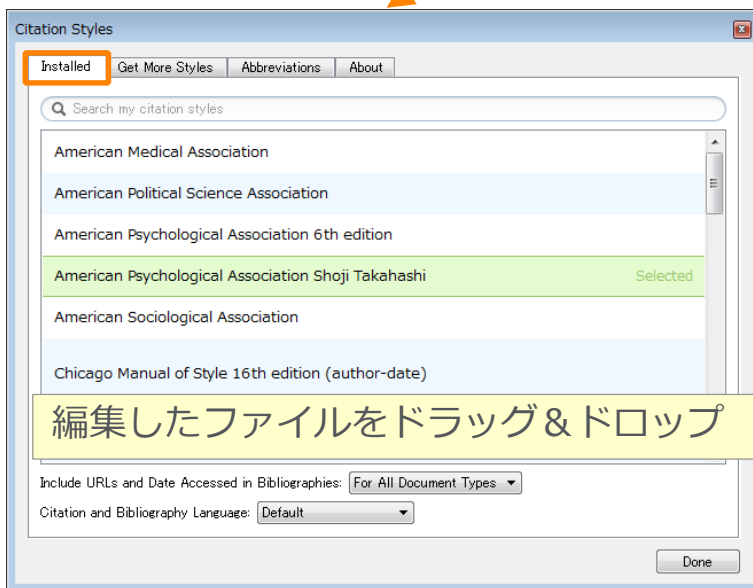 Citation Styles
Installed Get More Styles Abbreviations About
Search my citation styles
American Medical Association
American Political Science Association
American Psychological Association 6th edition
American Psychological Association Shoji Takahashi Selected
American Sociological Association
Chicago Manual of Style 16th edition (author-date)
編集したファイルをドラッグ&ドロップ
Include URLs and Date Accessed in Bibliographies: For All Document Types
Citation and Bibliography Language: Default
Done